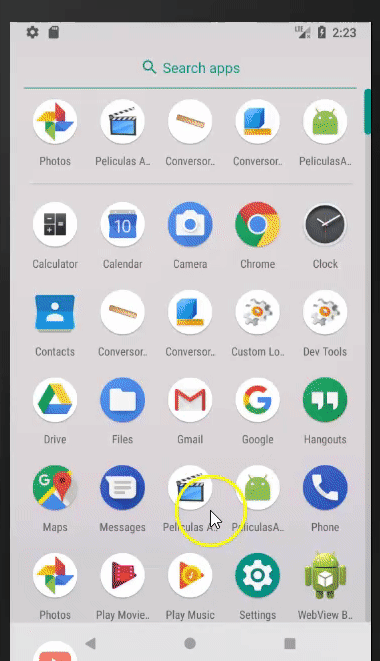 LTE 2:23
Search apps
Photos Peliculas A.. Conversor.. Conversor.. PeliculasA..
Calculator Calendar Camera Chrome Clock
10
Contacts Conversor.. Conversor.. Custom Lo.. Dev Tools
Drive Files Gmail Google Hangouts
Maps Messages Peliculas A.. PeliculasA.. Phone
Photos Play Movie.. Play Music Settings WebView B..